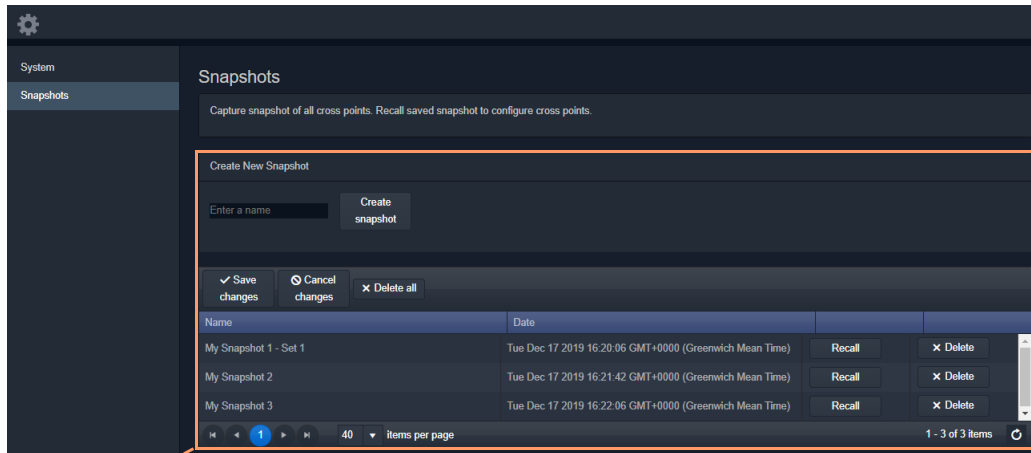 System
Snapshots
Snapshots
Capture snapshot of all cross points. Recall saved snapshot to configure cross points.
Create New Snapshot
Enter a name
Create
snapshot
Save
changes
Cancel
changes
Delete all
Name Date
My Snapshot 1 - Set 1 Tue Dec 17 2019 16:20:06 GMT+0000 (Greenwich Mean Time) Recall Delete
My Snapshot 2 Tue Dec 17 2019 16:21:42 GMT+0000 (Greenwich Mean Time) Recall Delete
My Snapshot 3 Tue Dec 17 2019 16:22:06 GMT+0000 (Greenwich Mean Time) Recall Delete
1 40 items per page 1 - 3 of 3 items